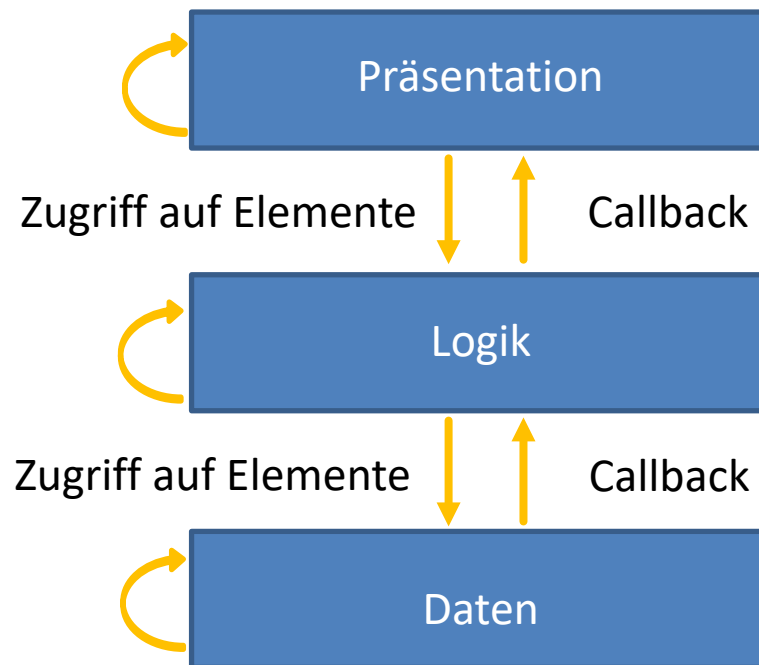 Präsentation
Zugriff auf Elemente Callback
Logik
Zugriff auf Elemente Callback
Daten